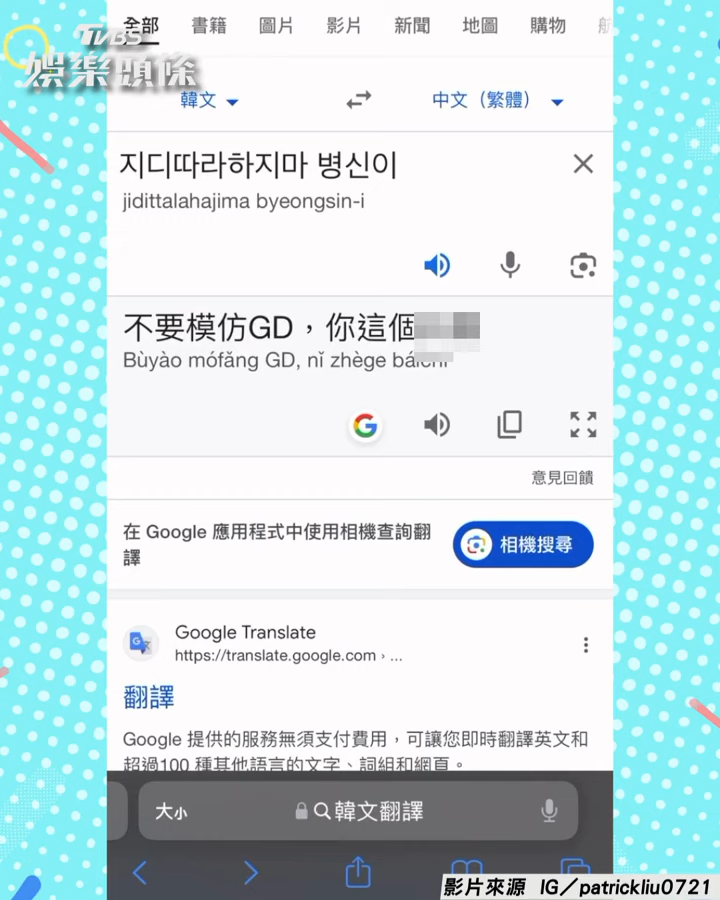 全部 書籍 圖片 影片 新聞 地圖 購物
TVBS
娛樂頭條
韓文 中文（繁體）
지디따라하지마 병신이
jidittalahajima byeongsin-i
不要模仿GD，你這個
Bùyào mófǎng GD, nǐ zhège
意見回饋
在 Google 應用程式中使用相機查詢翻
譯
相機搜尋
Google Translate
https://translate.google.com › ...
翻譯
Google 提供的服務無須支付費用，可讓您即時翻譯英文和
超過100 種其他語言的文字、詞組和網頁。
大小 韓文翻譯
影片來源 IG／patrickliu0721